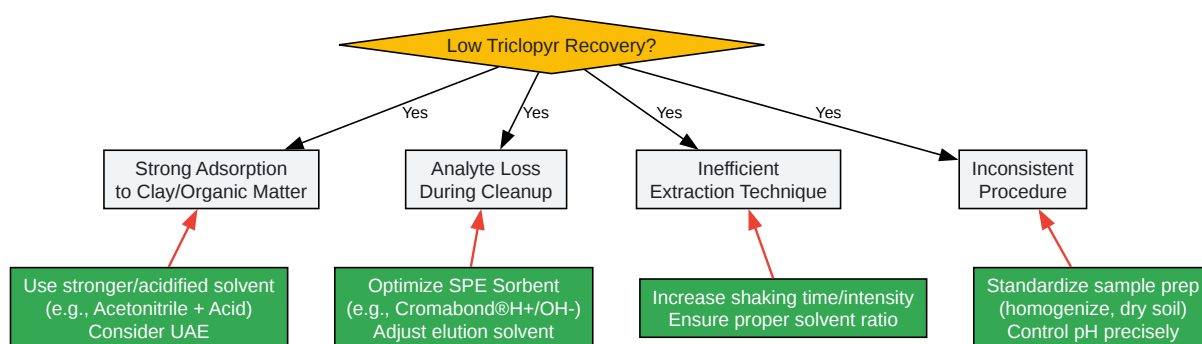 Low Triclopyr Recovery?
Yes
Yes
Yes
Yes
Strong Adsorption
to Clay/Organic Matter
Analyte Loss
During Cleanup
Inefficient
Extraction Technique
Inconsistent
Procedure
Use stronger/acidified solvent
(e.g., Acetonitrile + Acid)
Consider UAE
Optimize SPE Sorbent
(e.g., Cromabond®H+/OH-)
Adjust elution solvent
Increase shaking time/intensity
Ensure proper solvent ratio
Standardize sample prep
(homogenize, dry soil)
Control pH precisely